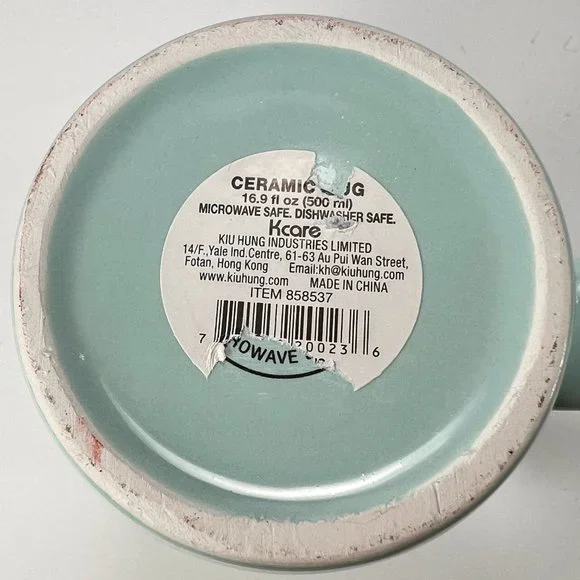 CERAMIC UG
16.9 fl oz (500 ml)
MICROWAVE SAFE. DISHWASHER SAFE.
Kcare
KIU HUNG INDUSTRIES LIMITED
14/F.,Yale Ind.Centre, 61-63 Au Pui Wan Street,
Fotan, Hong Kong Email:kh@kiuhung.com
www.kiuhung.com MADE IN CHINA
ITEM 858537
7 20023 6
OWAVE